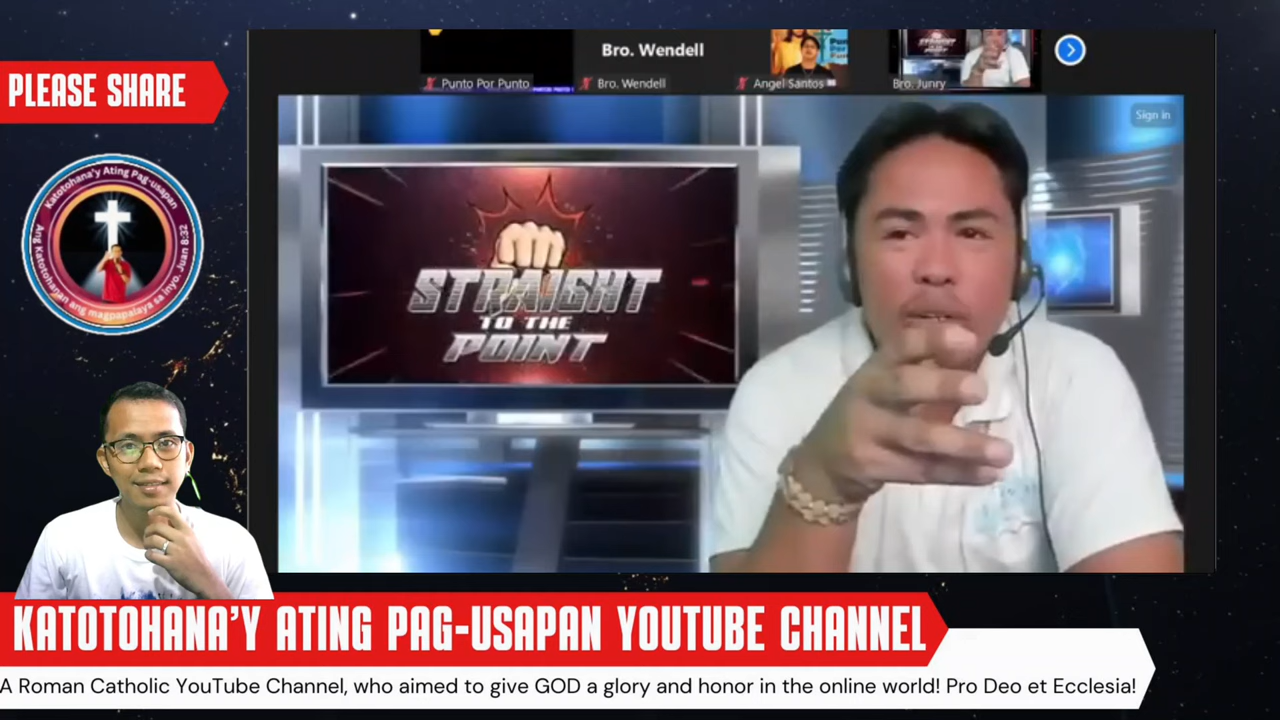 PLEASE SHARE
Katotohana'y Ating Pag-usapan
Ang Katotohanan ang magpapalaya sa inyo. Juan 8:32
Bro. Wendell
Punto Por Punto
Bro. Wendell
Angel Santos
Bro. Junry
Sign in
STRAIGHT
TO THE
POINT
KATOTOHANA'Y ATING PAG-USAPAN YOUTUBE CHANNEL
A Roman Catholic YouTube Channel, who aimed to give GOD a glory and honor in the online world! Pro Deo et Ecclesia!